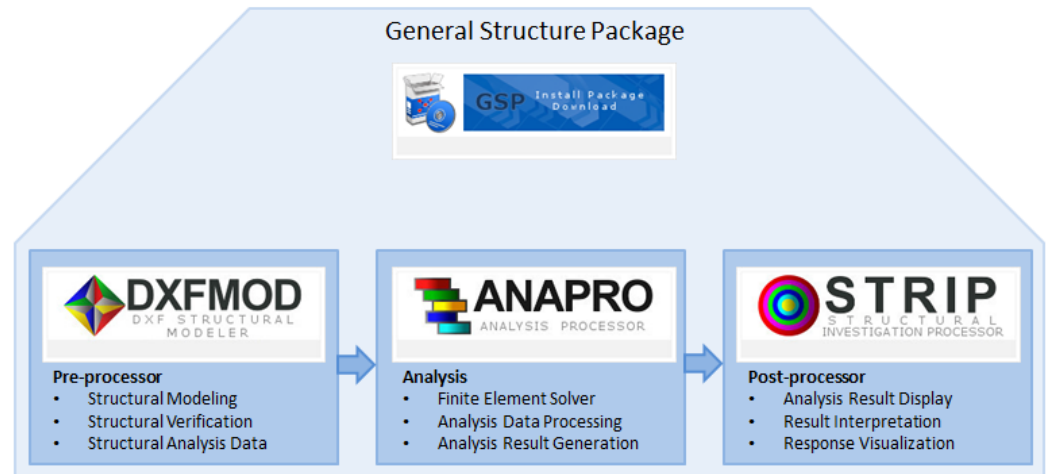 General Structure Package
GSP Install Package
Download
DXFMOD
DXF STRUCTURAL
MODELER
Pre-processor
• Structural Modeling
• Structural Verification
• Structural Analysis Data
ANAPRO
ANALYSIS PROCESSOR
Analysis
• Finite Element Solver
• Analysis Data Processing
• Analysis Result Generation
STRIP
STRUCTURAL
INVESTIGATION PROCESSOR
Post-processor
• Analysis Result Display
• Result Interpretation
• Response Visualization